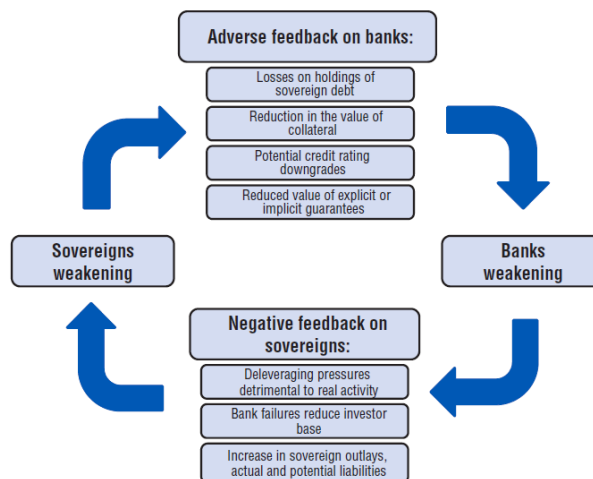 Adverse feedback on banks:
Losses on holdings of
sovereign debt
Reduction in the value of
collateral
Potential credit rating
downgrades
Reduced value of explicit or
implicit guarantees
Sovereigns
weakening
Banks
weakening
Negative feedback on
sovereigns:
Deleveraging pressures
detrimental to real activity
Bank failures reduce investor
base
Increase in sovereign outlays,
actual and potential liabilities